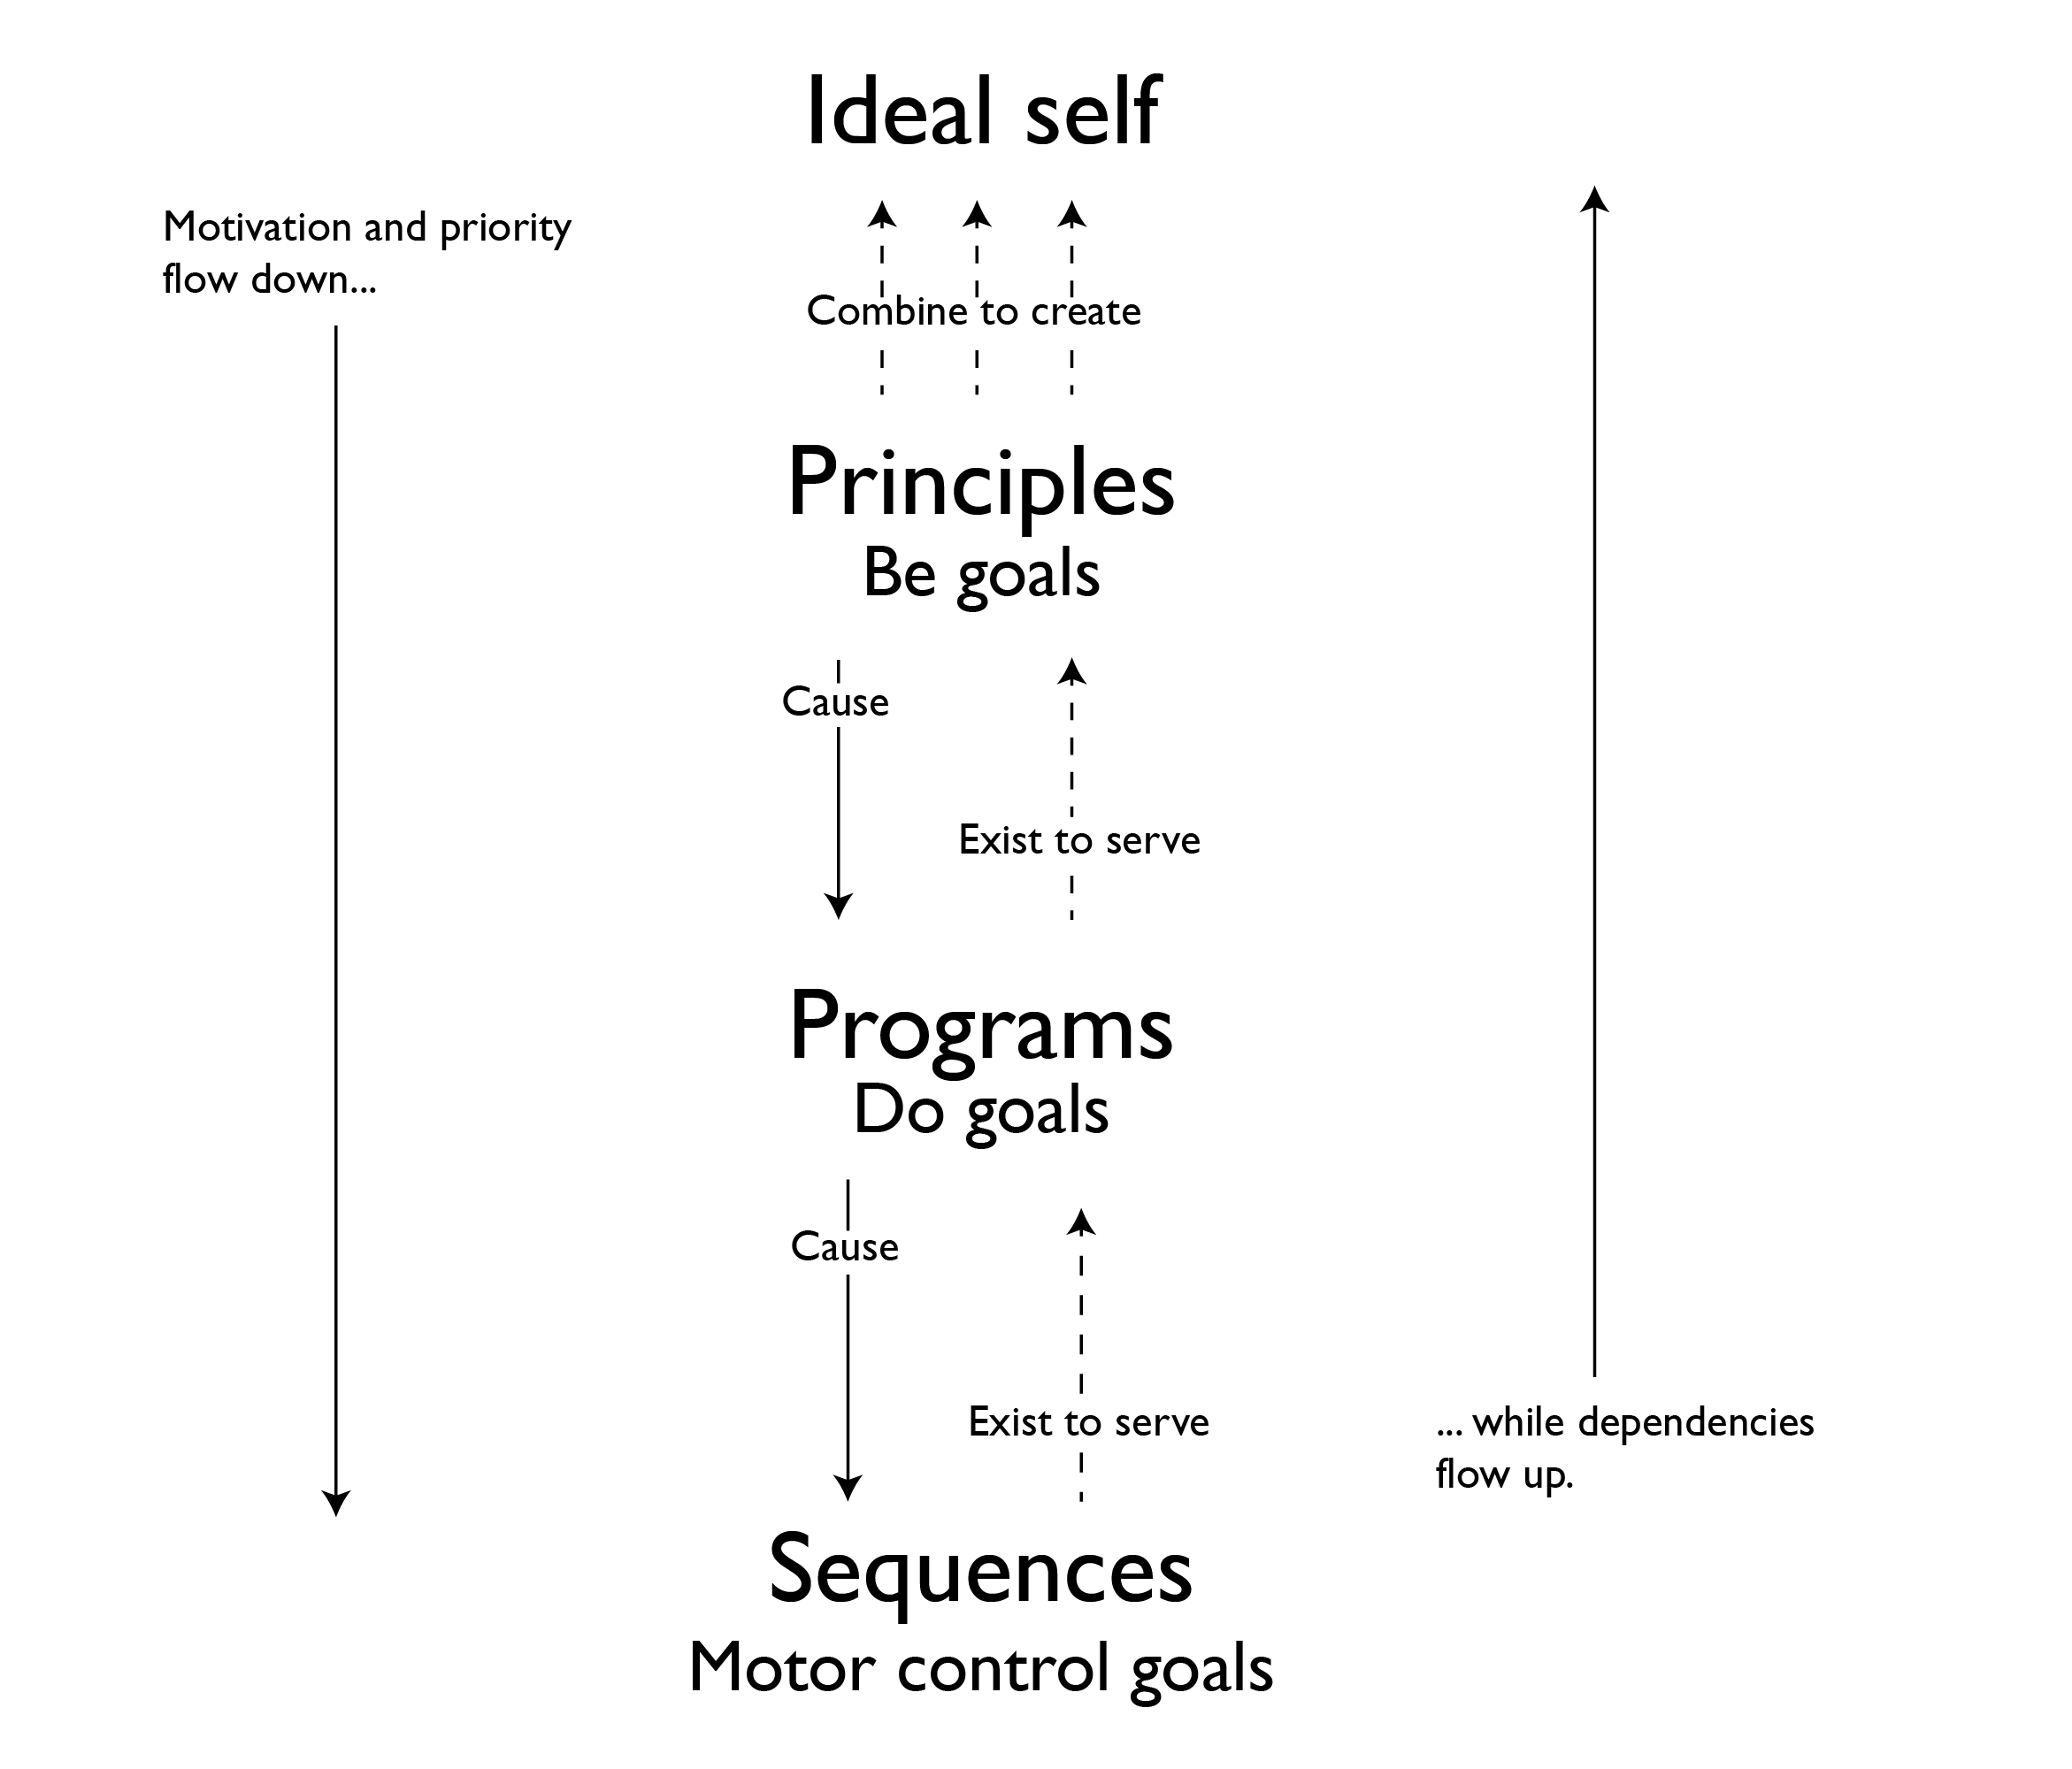 Ideal self
Motivation and priority
flow down...
Combine to create
Principles
Be goals
Cause
Exist to serve
Programs
Do goals
Cause
Exist to serve
... while dependencies
flow up.
Sequences
Motor control goals